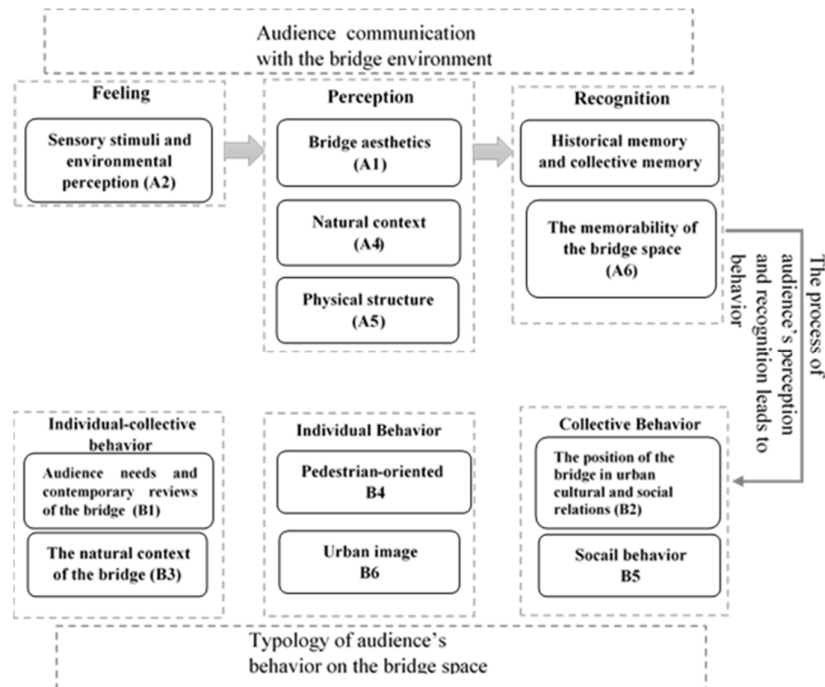 Audience communication
with the bridge environment
Feeling
Sensory stimuli and
environmental
perception (A2)
Perception
Bridge aesthetics
(A1)
Natural context
(A4)
Physical structure
(A5)
Recognition
Historical memory
and collective memory
The memorability of
the bridge space
(A6)
The process of
audience's perception
and recognition leads to
behavior
Individual-collective
behavior
Audience needs and
contemporary reviews
of the bridge (B1)
The natural context
of the bridge (B3)
Individual Behavior
Pedestrian-oriented
B4
Urban image
B6
Collective Behavior
The position of the
bridge in urban
cultural and social
relations (B2)
Socail behavior
B5
Typology of audience's
behavior on the bridge space